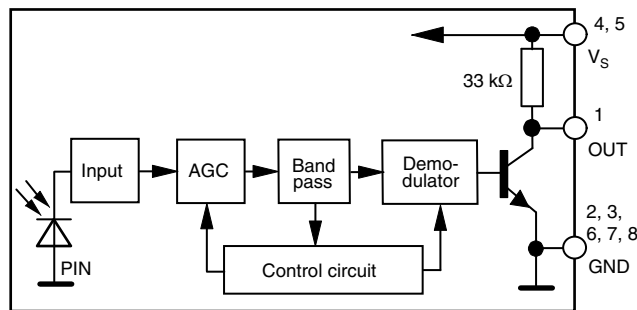 4, 5
V_S
33 kΩ
1
OUT
Input
AGC
Band
pass
Demo-
dulator
2, 3,
6, 7, 8
GND
PIN
Control circuit